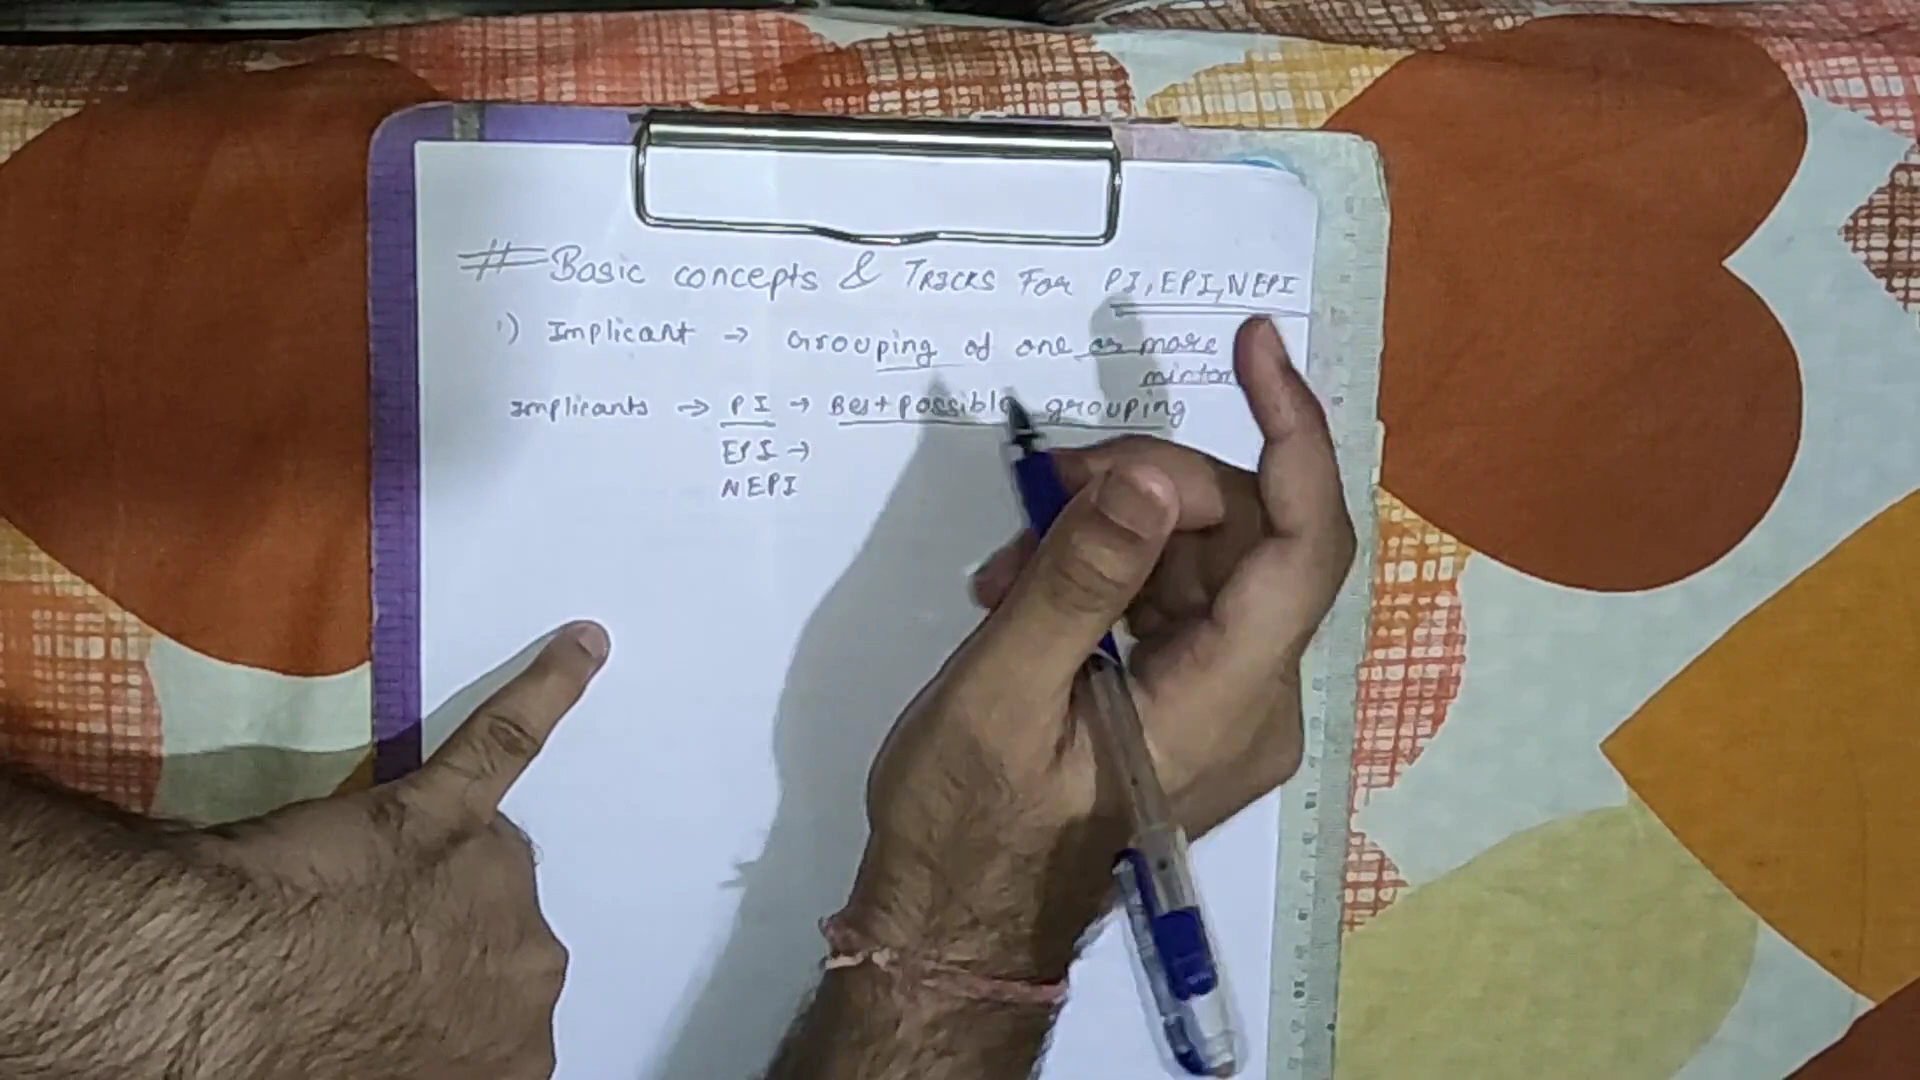 # Basic concepts & TRICKS FOR PI, EPI, NEPI
1) Implicant → Grouping of one or more
minter
Implicants → PI → Best possible grouping
EPI →
NEPI